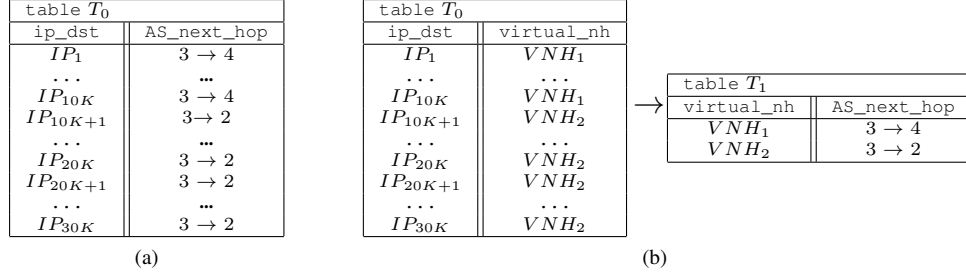 table T₀
ip_dst AS_next_hop
IP₁ 3 → 4
... ...
IP₁₀K 3 → 4
IP₁₀K₊₁ 3→ 2
... ...
IP₂₀K 3 → 2
IP₂₀K₊₁ 3 → 2
... ...
IP₃₀K 3 → 2
(a)
table T₀
ip_dst virtual_nh
IP₁ VNH₁
... ...
IP₁₀K VNH₁
IP₁₀K₊₁ VNH₂
... ...
IP₂₀K VNH₂
IP₂₀K₊₁ VNH₂
... ...
IP₃₀K VNH₂
→
table T₁
virtual_nh AS_next_hop
VNH₁ 3 → 4
VNH₂ 3 → 2
(b)